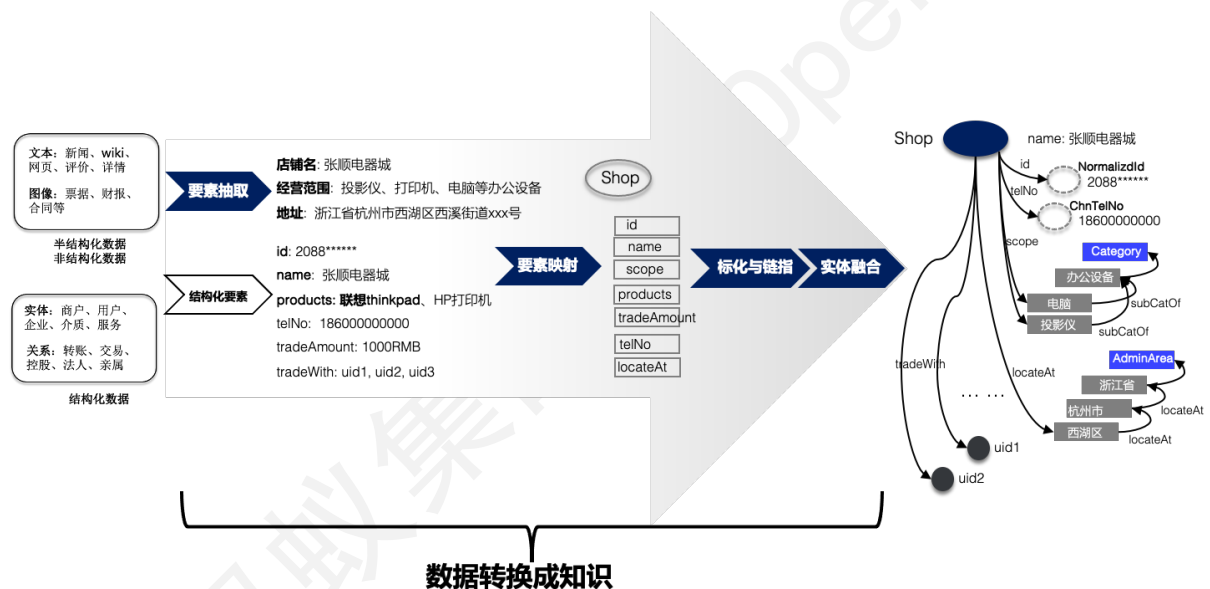 文本：新闻、wiki、
网页、评价、详情
图像：票据、财报、
合同等
半结构化数据
非结构化数据
实体：商户、用户、
企业、介质、服务
关系：转账、交易、
控股、法人、亲属
结构化数据
要素抽取
结构化要素
店铺名: 张顺电器城
经营范围: 投影仪、打印机、电脑等办公设备
地址: 浙江省杭州市西湖区西溪街道xxx号
id: 2088******
name: 张顺电器城
products: 联想thinkpad、HP打印机
telNo: 186000000000
tradeAmount: 1000RMB
tradeWith: uid1, uid2, uid3
要素映射
Shop
id
name
scope
products
tradeAmount
telNo
locateAt
标化与链指
实体融合
Shop
name: 张顺电器城
id
NormalizdId
2088******
telNo
ChnTelNo
18600000000
scope
Category
办公设备
电脑
subCatOf
投影仪
subCatOf
AdminArea
tradeWith
locateAt
浙江省
... ...
杭州市
locateAt
西湖区
locateAt
uid1
uid2
数据转换成知识
蚂蚁集
Open